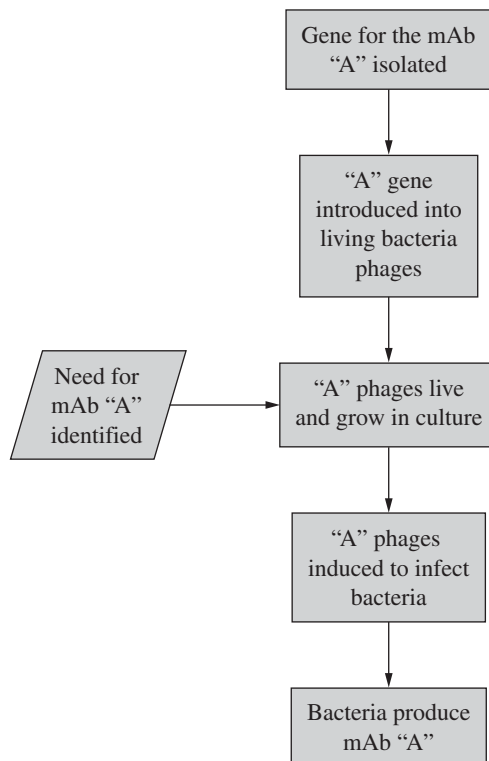 Gene for the mAb
“A” isolated
“A” gene
introduced into
living bacteria
phages
Need for
mAb “A”
identified
“A” phages live
and grow in culture
“A” phages
induced to infect
bacteria
Bacteria produce
mAb “A”